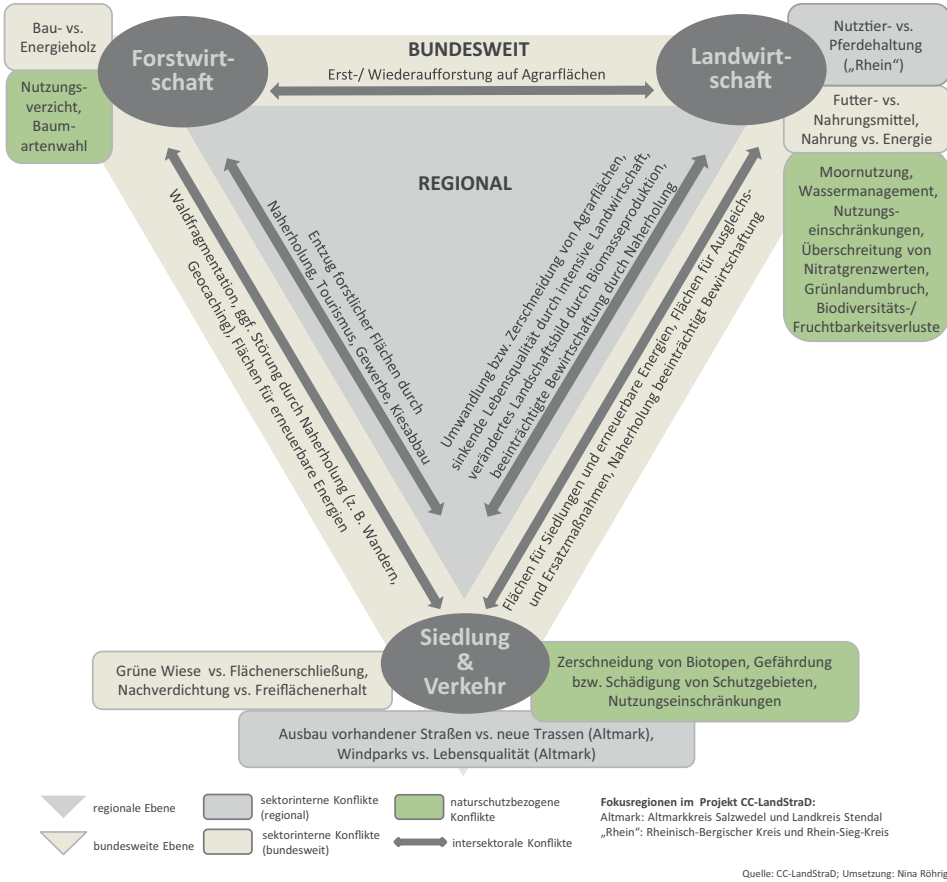 Bau- vs.
Energieholz
Forstwirt-
schaft
Nutzungs-
verzicht,
Baum-
artenwahl
BUNDESWEIT
Erst-/ Wiederaufforstung auf Agrarflächen
Landwirt-
schaft
Nutztier- vs.
Pferdehaltung
(„Rhein“)
Futter- vs.
Nahrungsmittel,
Nahrung vs. Energie
Moornutzung,
Wassermanagement,
Nutzungs-
einschränkungen,
Überschreitung von
Nitratgrenzwerten,
Grünlandumbruch,
Biodiversitäts-/
Fruchtbarkeitsverluste
REGIONAL
Waldfragmentation, ggf. Störung durch Naherholung (z. B. Wandern,
Geocaching), Flächen für erneuerbare Energien
Entzug forstlicher Flächen durch
Naherholung, Tourismus, Gewerbe, Kiesabbau
Umwandlung bzw. Zerschneidung von Agrarflächen,
sinkende Lebensqualität durch intensive Landwirtschaft,
verändertes Landschaftsbild durch Biomasseproduktion,
beeinträchtigte Bewirtschaftung durch Naherholung
Flächen für Siedlungen und erneuerbare Energien, Flächen für Ausgleichs-
und Ersatzmaßnahmen, Naherholung beeinträchtigt Bewirtschaftung
Siedlung
&
Verkehr
Grüne Wiese vs. Flächenerschließung,
Nachverdichtung vs. Freiflächenerhalt
Zerschneidung von Biotopen, Gefährdung
bzw. Schädigung von Schutzgebieten,
Nutzungseinschränkungen
Ausbau vorhandener Straßen vs. neue Trassen (Altmark),
Windparks vs. Lebensqualität (Altmark)
regionale Ebene
bundesweite Ebene
sektorinterne Konflikte
(regional)
sektorinterne Konflikte
(bundesweit)
naturschutzbezogene
Konflikte
intersektorale Konflikte
Fokusregionen im Projekt CC-LandStraD:
Altmark: Altmarkkreis Salzwedel und Landkreis Stendal
„Rhein“: Rheinisch-Bergischer Kreis und Rhein-Sieg-Kreis
Quelle: CC-LandStraD; Umsetzung: Nina Röhrig